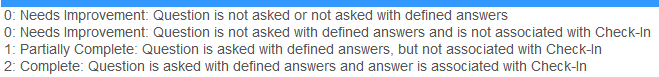 0: Needs Improvement: Question is not asked or not asked with defined answers
0: Needs Improvement: Question is not asked with defined answers and is not associated with Check-In
1: Partially Complete: Question is asked with defined answers, but not associated with Check-In
2: Complete: Question is asked with defined answers and answer is associated with Check-In